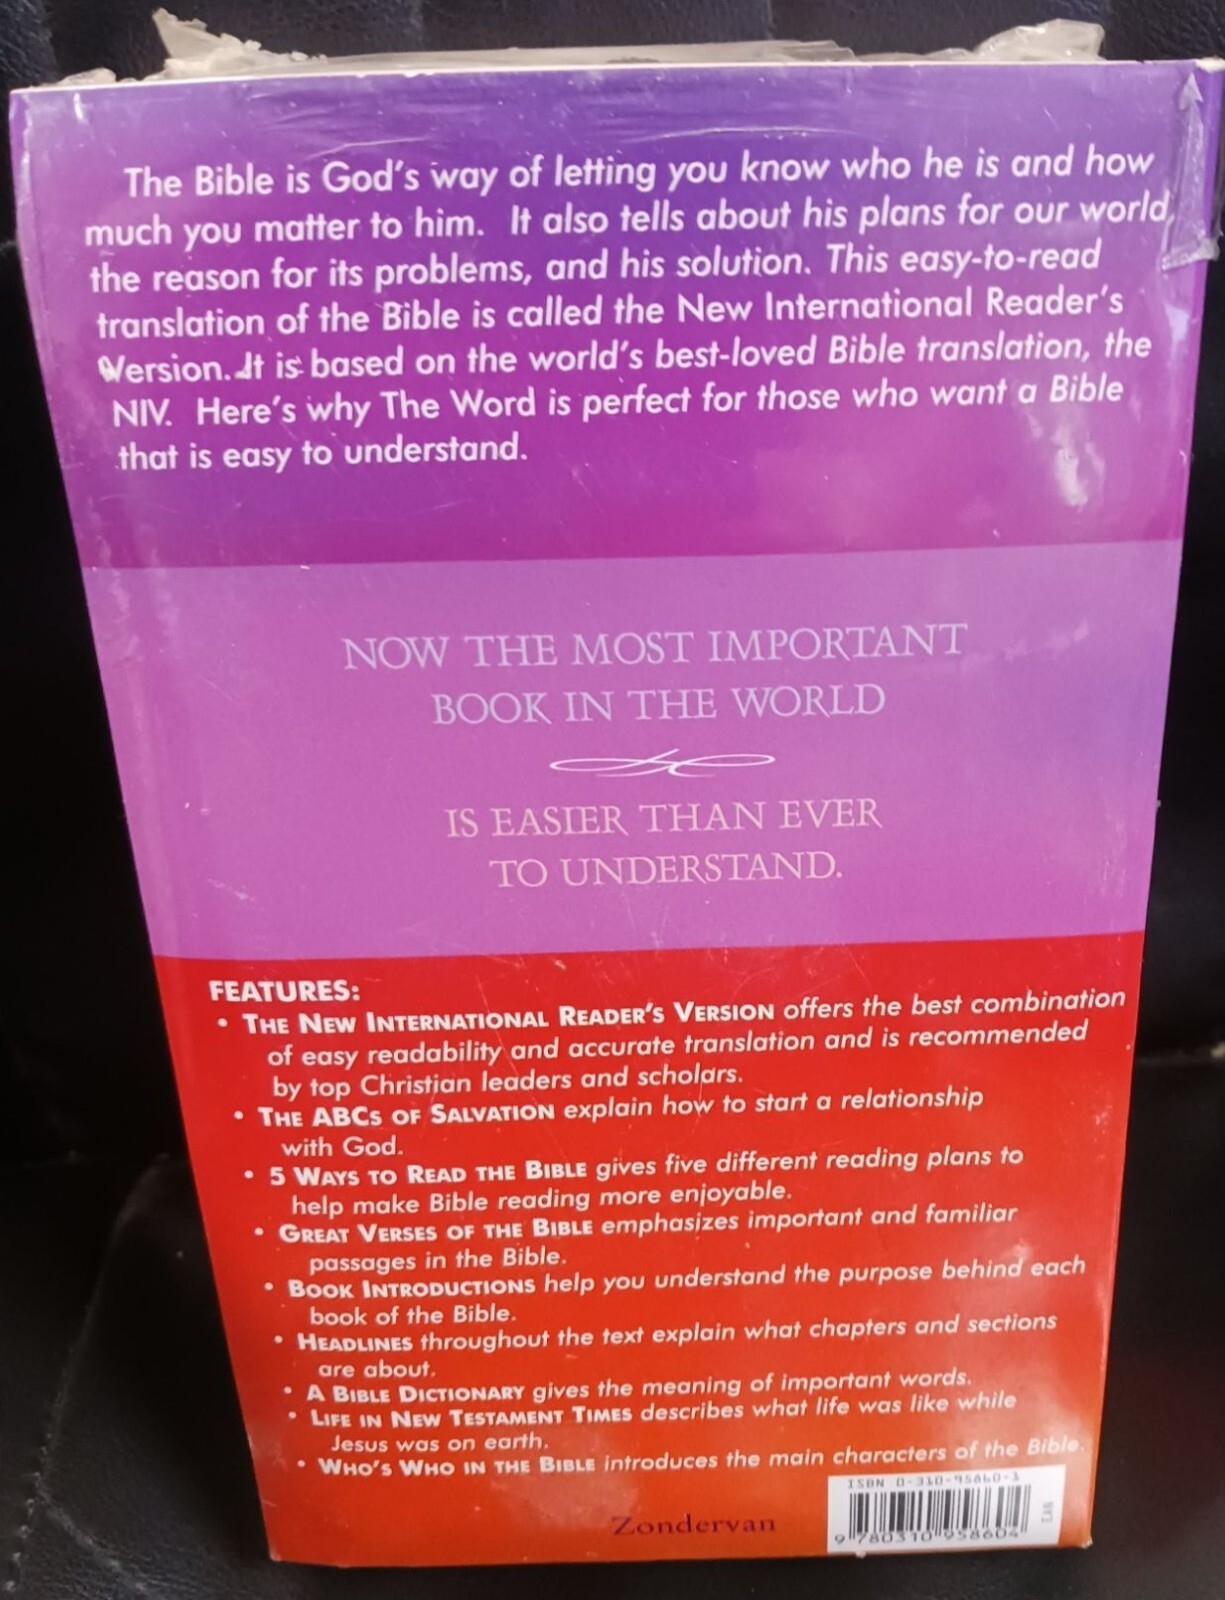 The Bible is God's way of letting you know who he is and how
much you matter to him. It also tells about his plans for our world,
the reason for its problems, and his solution. This easy-to-read
translation of the Bible is called the New International Reader's
Version. It is based on the world's best-loved Bible translation, the
NIV. Here's why The Word is perfect for those who want a Bible
that is easy to understand.
NOW THE MOST IMPORTANT
BOOK IN THE WORLD
IS EASIER THAN EVER
TO UNDERSTAND.
FEATURES:
• THE NEW INTERNATIONAL READER'S VERSION offers the best combination
of easy readability and accurate translation and is recommended
by top Christian leaders and scholars.
• THE ABCS OF SALVATION explain how to start a relationship
with God.
• 5 WAYS TO READ THE BIBLE gives five different reading plans to
help make Bible reading more enjoyable.
• GREAT VERSES OF THE BIBLE emphasizes important and familiar
passages in the Bible.
• BOOK INTRODUCTIONS help you understand the purpose behind each
book of the Bible.
• HEADLINES throughout the text explain what chapters and sections
are about.
• A BIBLE DICTIONARY gives the meaning of important words.
• LIFE IN NEW TESTAMENT TIMES describes what life was like while
Jesus was on earth.
• WHO'S WHO IN THE BIBLE introduces the main characters of the Bible.
ISBN 0-310-95860-1
Zondervan
9 780310 958604
EAN